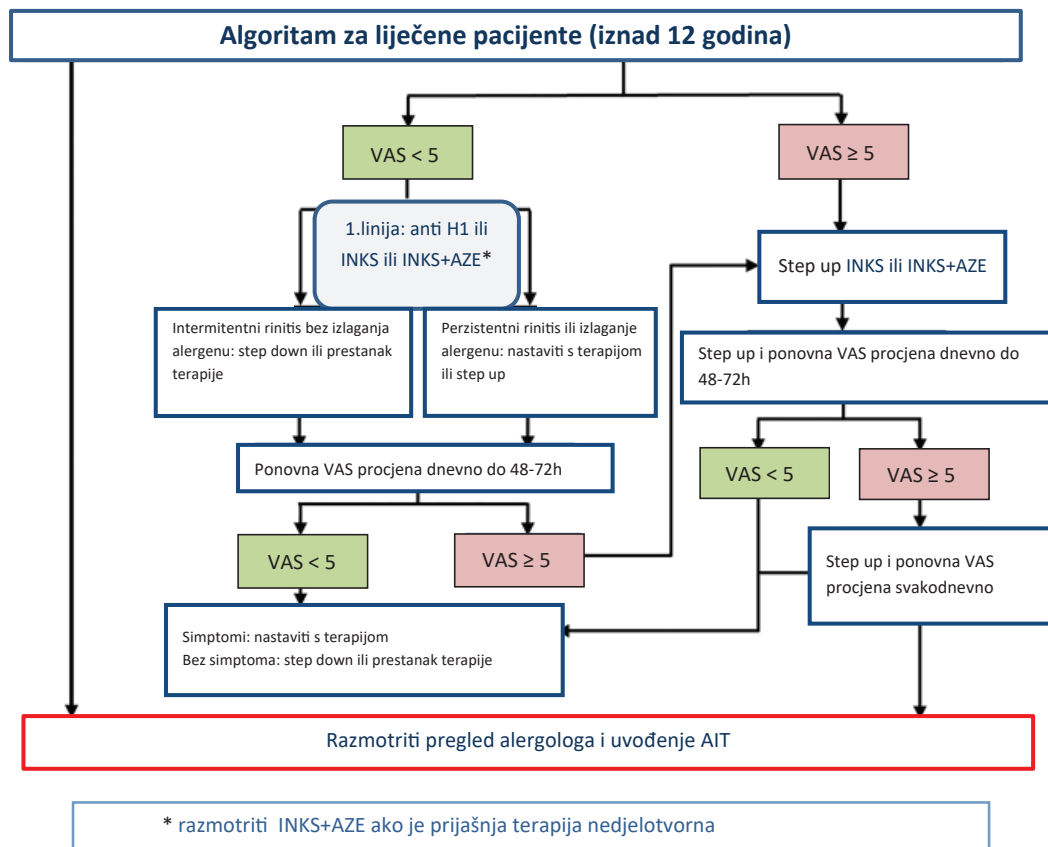 Algoritam za liječene pacijente (iznad 12 godina)
VAS < 5
VAS ≥ 5
1.linija: anti H1 ili
INKS ili INKS+AZE*
Step up INKS ili INKS+AZE
Intermitentni rinitis bez izlaganja
alergenu: step down ili prestanak
terapije
Perzistentni rinitis ili izlaganje
alergenu: nastaviti s terapijom
ili step up
Step up i ponovna VAS procjena dnevno do
48-72h
Ponovna VAS procjena dnevno do 48-72h
VAS < 5
VAS ≥ 5
VAS < 5
VAS ≥ 5
Step up i ponovna VAS
procjena svakodnevno
Simptomi: nastaviti s terapijom
Bez simptoma: step down ili prestanak terapije
Razmotriti pregled alergologa i uvođenje AIT
* razmotriti INKS+AZE ako je prijašnja terapija nedjelotvorna